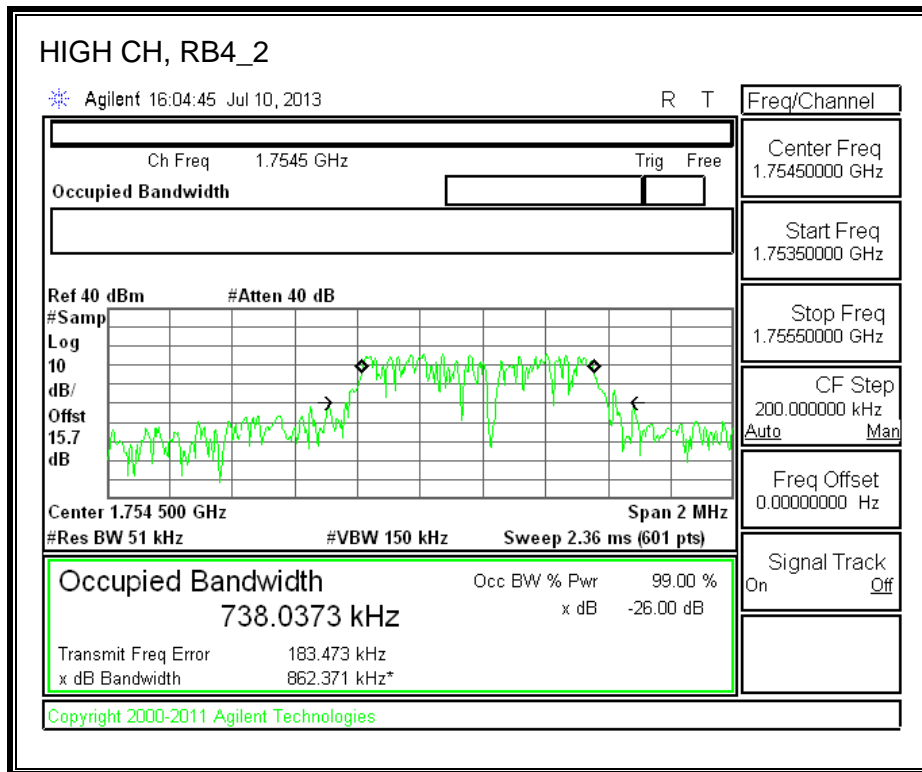 HIGH CH, RB4_2
Agilent 16:04:45 Jul 10, 2013 R T
Freq/Channel
Ch Freq 1.7545 GHz Trig Free
Occupied Bandwidth
Center Freq
1.75450000 GHz
Start Freq
1.75350000 GHz
Stop Freq
1.75550000 GHz
CF Step
200.000000 kHz
Auto Man
Freq Offset
0.00000000 Hz
Signal Track
On Off
Ref 40 dBm #Atten 40 dB
#Samp
Log
10
dB/
Offst
15.7
dB
Center 1.754 500 GHz Span 2 MHz
#Res BW 51 kHz #VBW 150 kHz Sweep 2.36 ms (601 pts)
Occupied Bandwidth Occ BW % Pwr 99.00 %
738.0373 kHz x dB -26.00 dB
Transmit Freq Error 183.473 kHz
x dB Bandwidth 862.371 kHz*
Copyright 2000-2011 Agilent Technologies